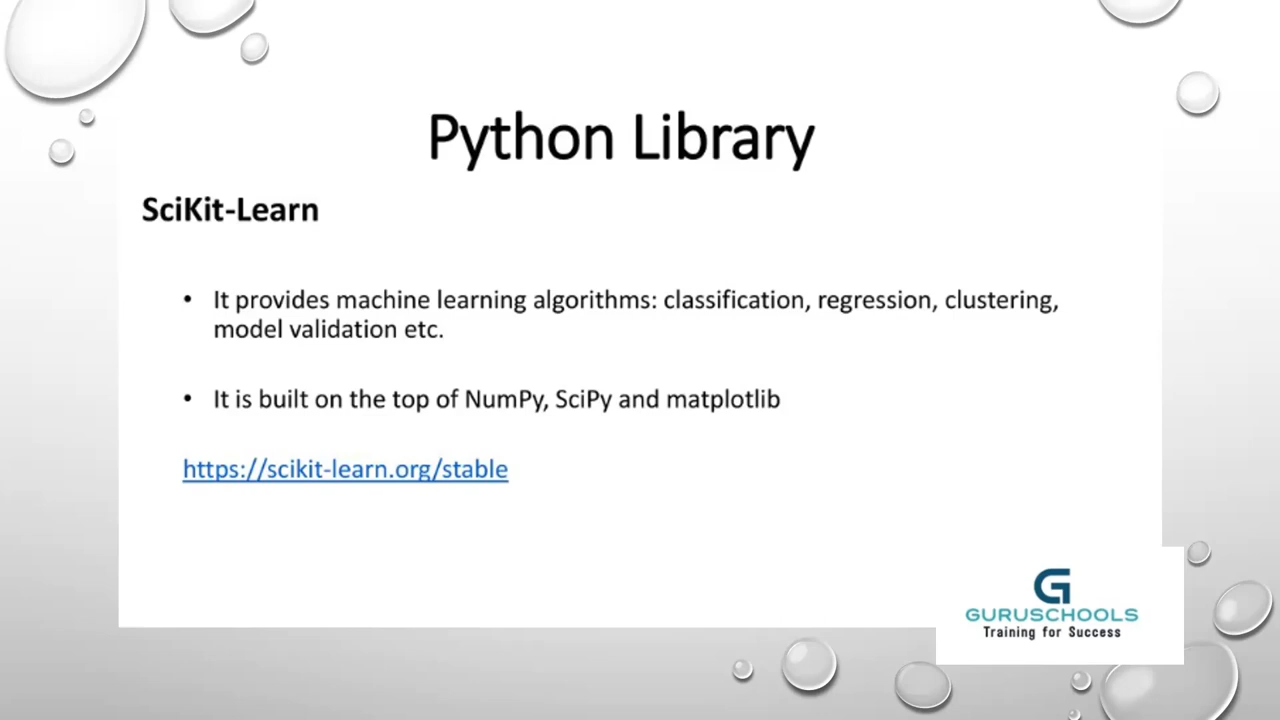 Python Library
SciKit-Learn
• It provides machine learning algorithms: classification, regression, clustering,
model validation etc.
• It is built on the top of NumPy, SciPy and matplotlib
https://scikit-learn.org/stable
G
GURUSCHOOLS
Training for Success